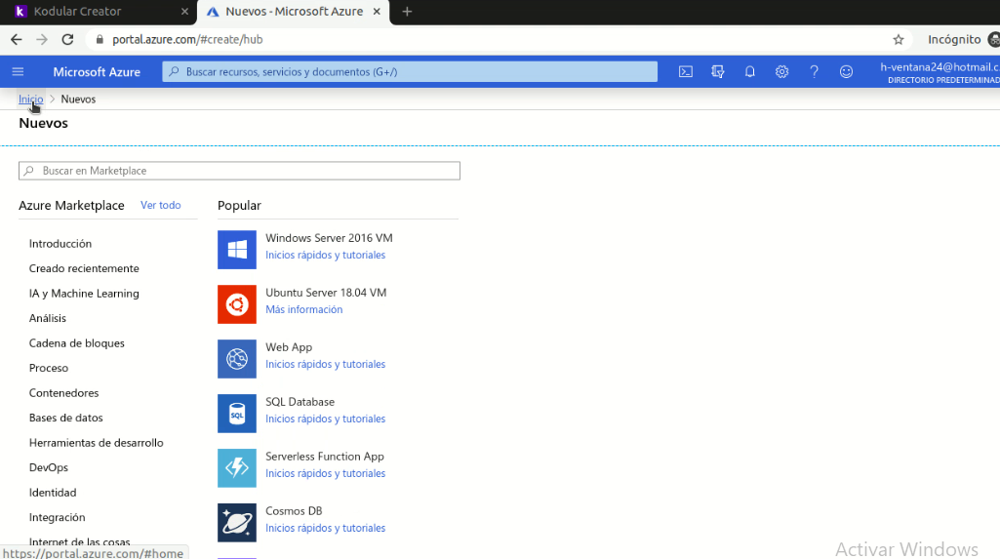 Kodular Creator × Nuevos - Microsoft Azure × +
portal.azure.com/#create/hub Incógnito
Microsoft Azure Buscar recursos, servicios y documentos (G+/) h-ventana24@hotmail.c
DIRECTORIO PREDETERMINAD
Inicio > Nuevos
Nuevos
Buscar en Marketplace
Azure Marketplace Ver todo
Introducción
Creado recientemente
IA y Machine Learning
Análisis
Cadena de bloques
Proceso
Contenedores
Bases de datos
Herramientas de desarrollo
DevOps
Identidad
Integración
Internet de las cosas
Popular
Windows Server 2016 VM
Inicios rápidos y tutoriales
Ubuntu Server 18.04 VM
Más información
Web App
Inicios rápidos y tutoriales
SQL
SQL Database
Inicios rápidos y tutoriales
Serverless Function App
Inicios rápidos y tutoriales
Cosmos DB
Inicios rápidos y tutoriales
https://portal.azure.com/#home
Activar Windows